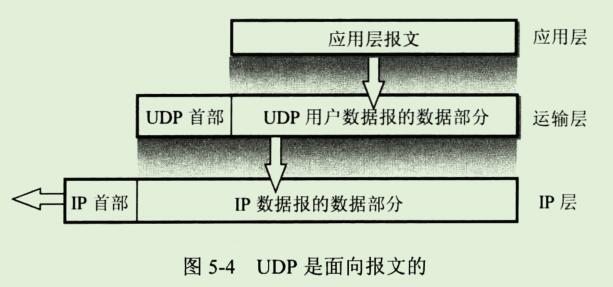 应用层报文 应用层
UDP 首部 UDP 用户数据报的数据部分 运输层
IP 首部 IP 数据报的数据部分 IP 层
图 5-4 UDP 是面向报文的